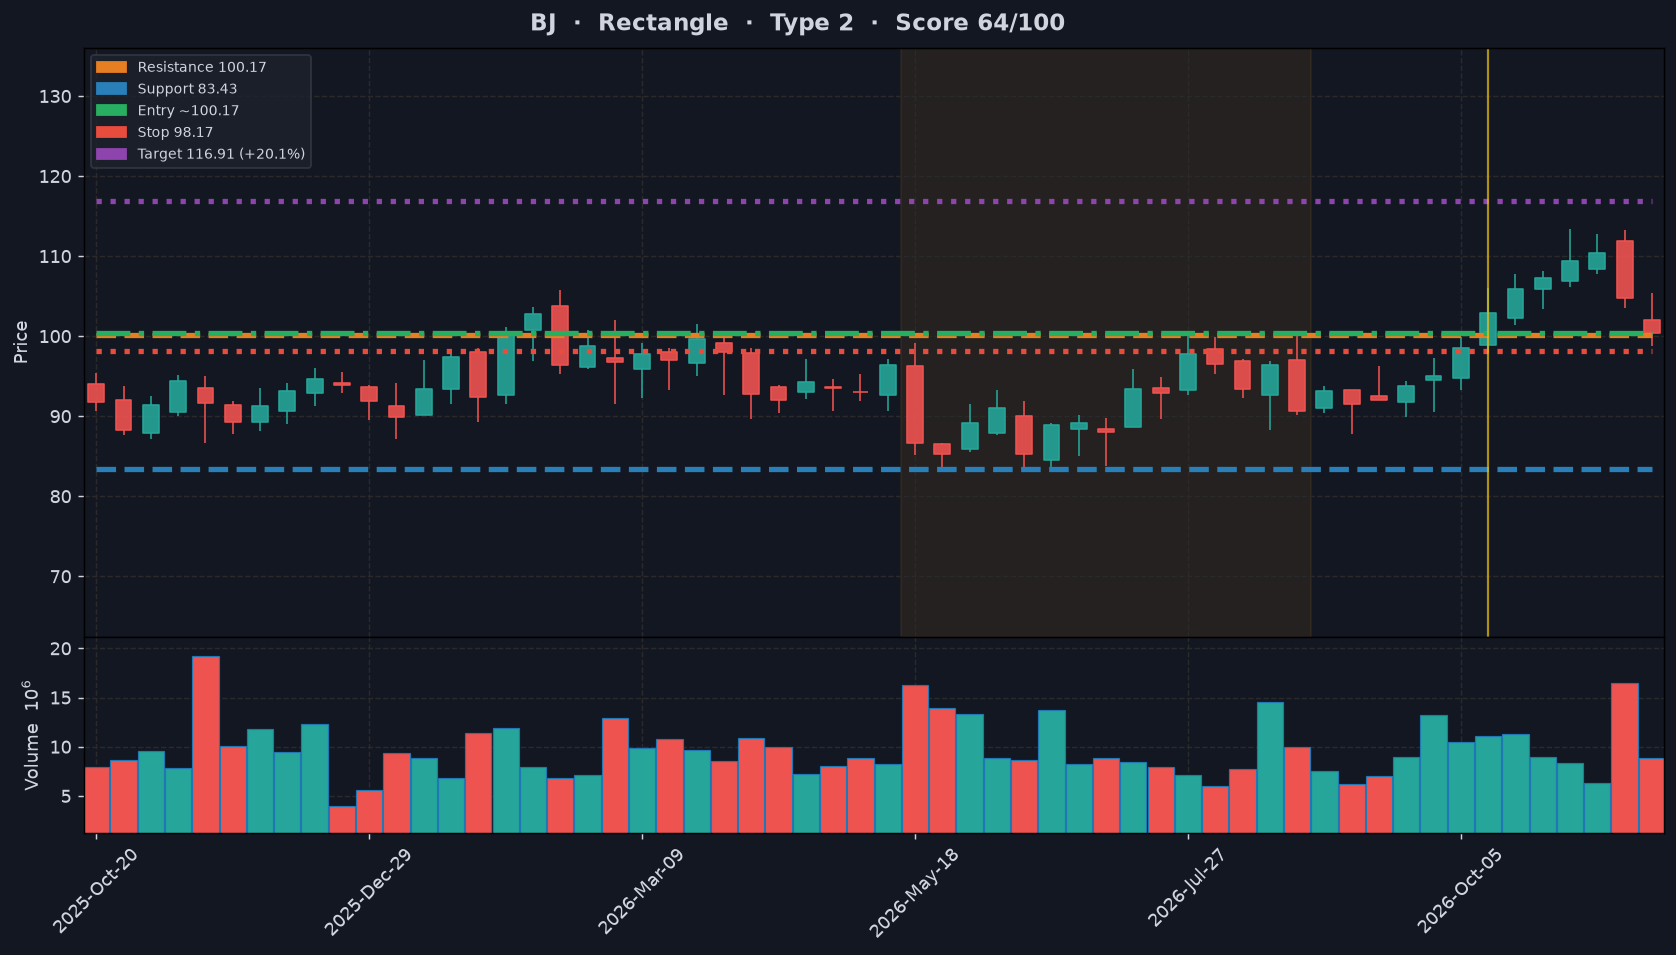 BJ · Rectangle · Type 2 · Score 64/100
Resistance 100.17
Support 83.43
Entry ~100.17
Stop 98.17
Target 116.91 (+20.1%)
Price
130
120
110
100
90
80
70
Volume 10⁶
20
15
10
5
2025-Oct-20
2025-Dec-29
2026-Mar-09
2026-May-18
2026-Jul-27
2026-Oct-05